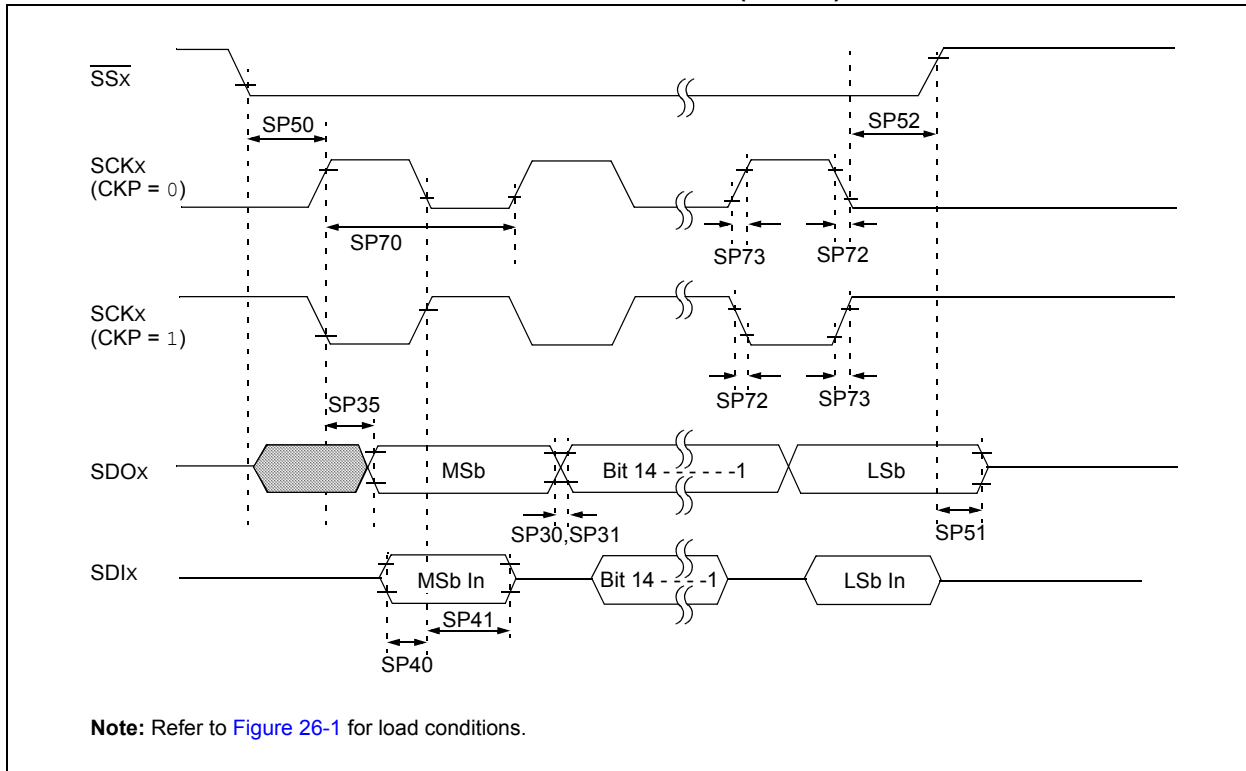 SSx
SP50
SP52
SCKx
(CKP = 0)
SP70
SP73
SP72
SCKx
(CKP = 1)
SP72
SP73
SP35
SDOx
MSb
Bit 14 - - - - - -1
LSb
SP30,SP31
SP51
SDIx
MSb In
Bit 14 - - - - -1
LSb In
SP41
SP40
Note: Refer to Figure 26-1 for load conditions.